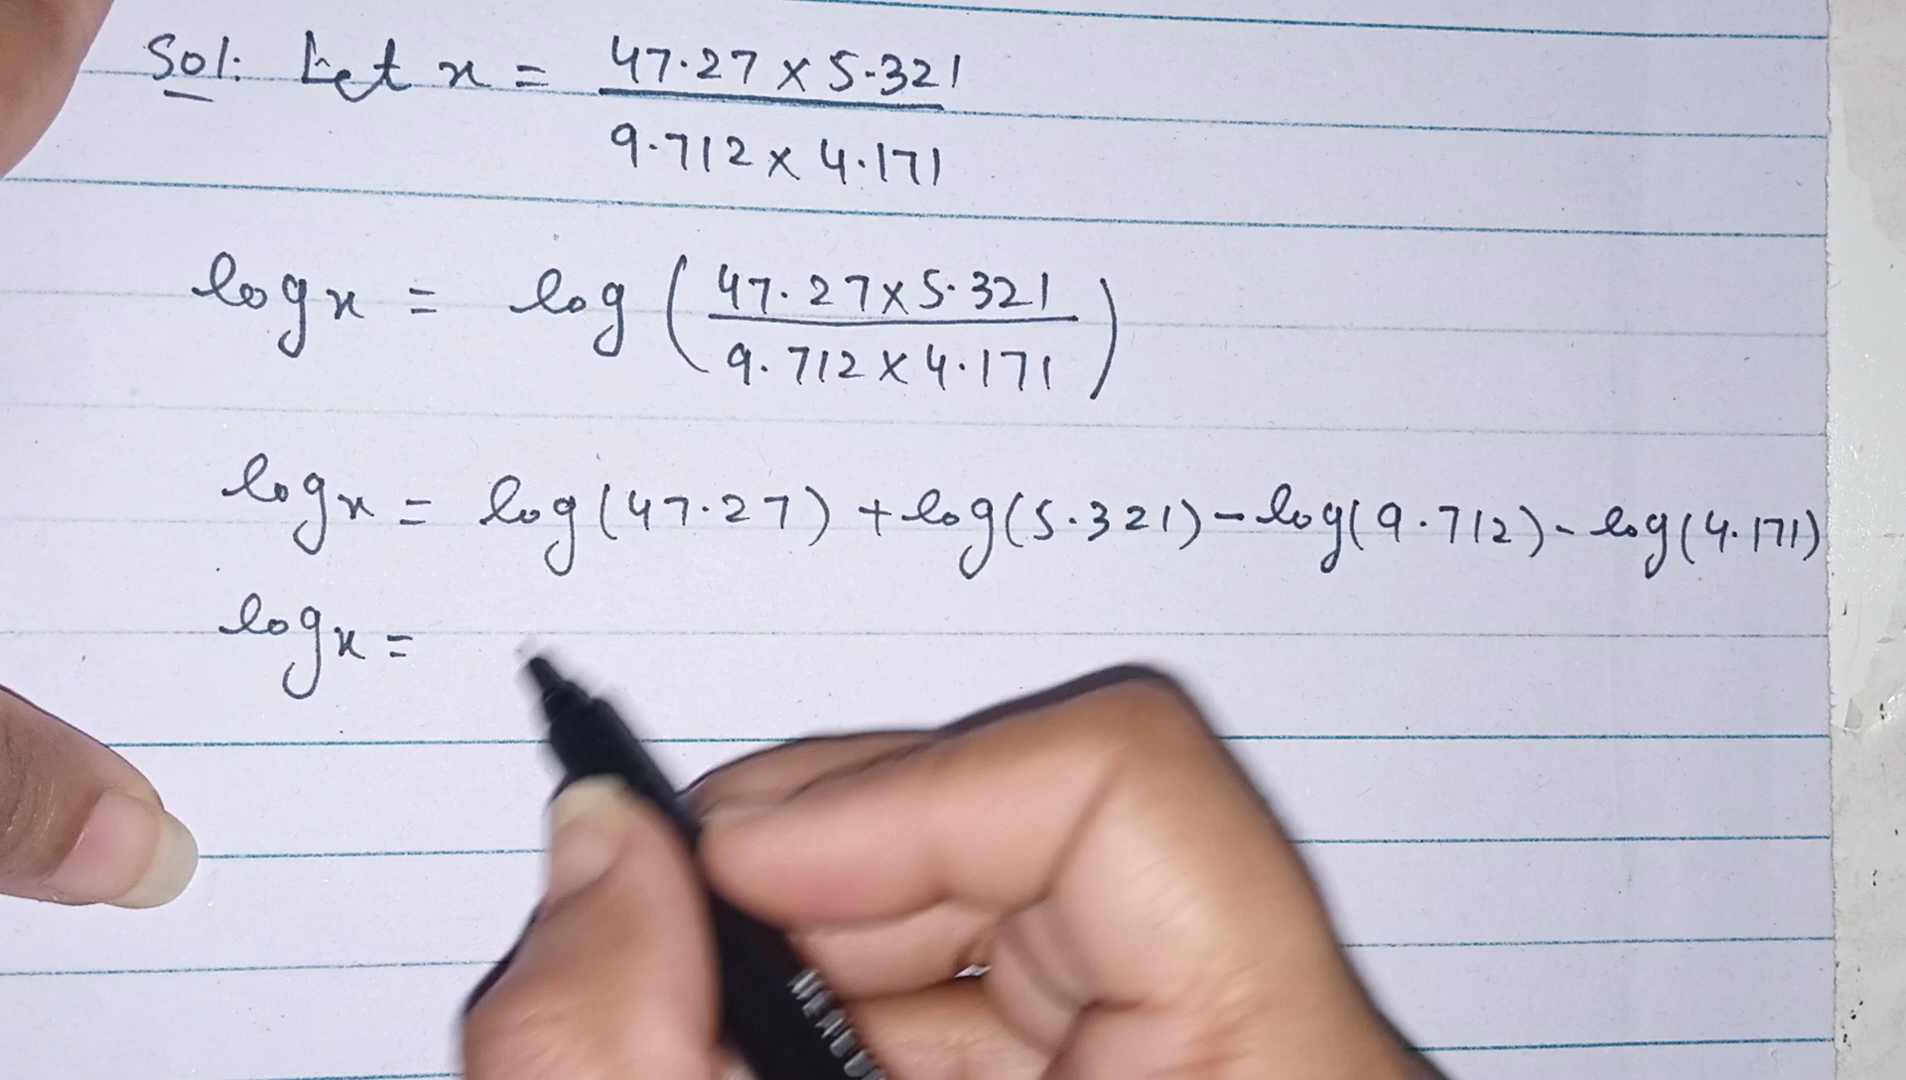 Sol: Let x = 47.27 x 5.321
9.712 x 4.171
log x = log ( 47.27 x 5.321
9.712 x 4.171 )
log x = log (47.27) + log (5.321) - log (9.712) - log (4.171)
log x =